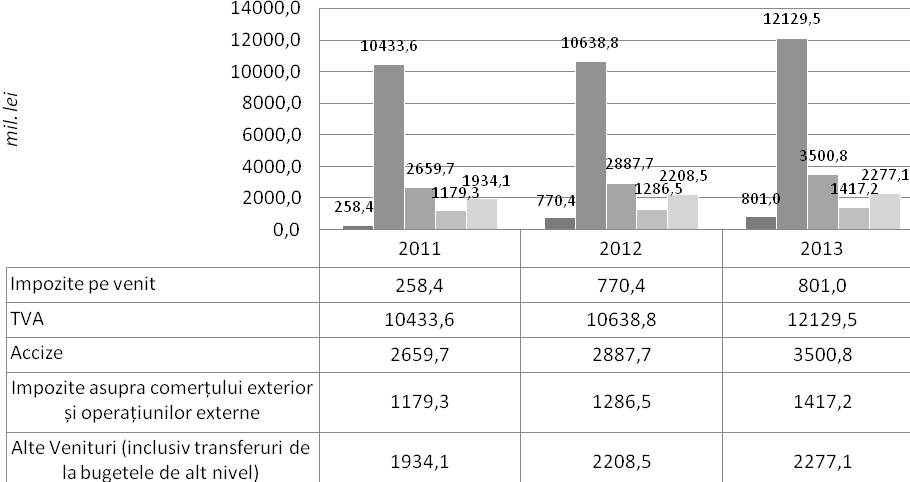 14000,0
12000,0
10000,0
8000,0
6000,0
4000,0
2000,0
0,0
mil. lei
258,4
10433,6
2659,7
1179,3
1934,1
770,4
10638,8
2887,7
1286,5
2208,5
801,0
12129,5
3500,8
1417,2
2277,1
2011 2012 2013
Impozite pe venit 258,4 770,4 801,0
TVA 10433,6 10638,8 12129,5
Accize 2659,7 2887,7 3500,8
Impozite asupra comerțului exterior
și operațiunilor externe 1179,3 1286,5 1417,2
Alte Venituri (inclusiv transferuri de
la bugetele de alt nivel) 1934,1 2208,5 2277,1